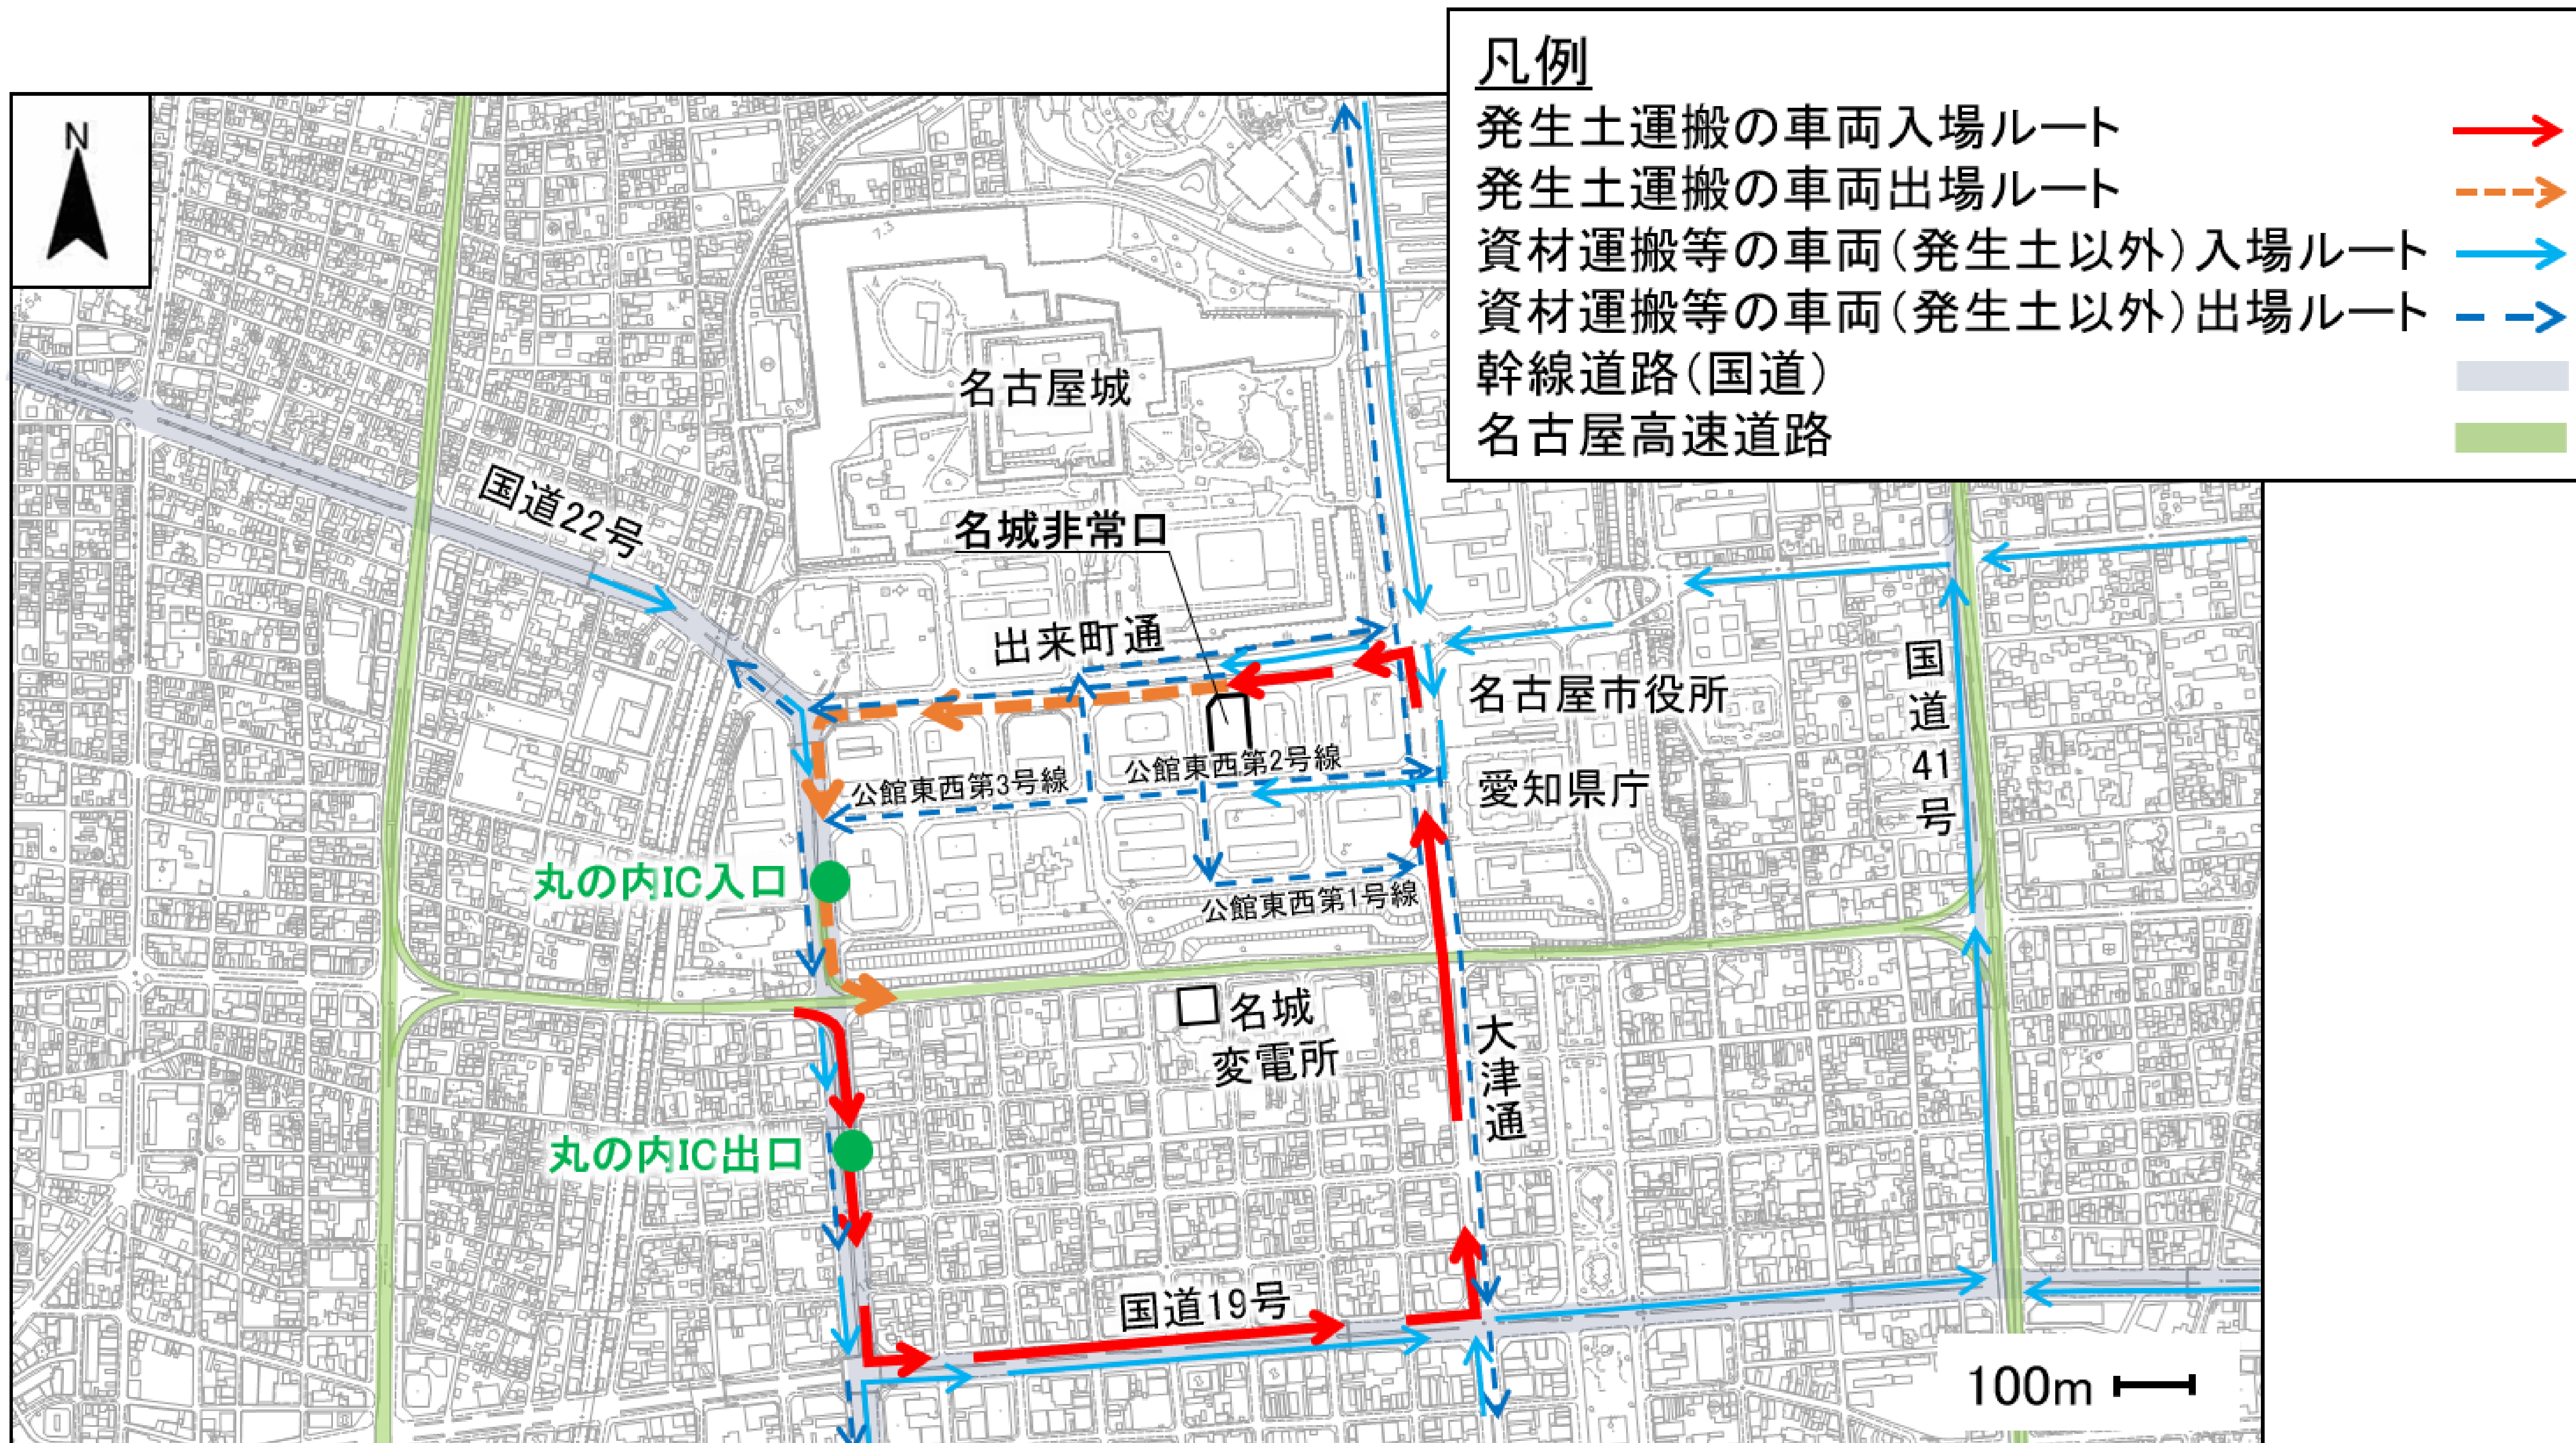 凡例
発生土運搬の車両入場ルート
発生土運搬の車両出場ルート
資材運搬等の車両(発生土以外)入場ルート
資材運搬等の車両(発生土以外)出場ルート
幹線道路(国道)
名古屋高速道路
N
7.3
名古屋城
国道22号
名城非常口
出来町通
国道41号
名古屋市役所
公館東西第2号線
公館東西第3号線
愛知県庁
丸の内IC入口
公館東西第1号線
名城
変電所
大津通
丸の内IC出口
国道19号
100m